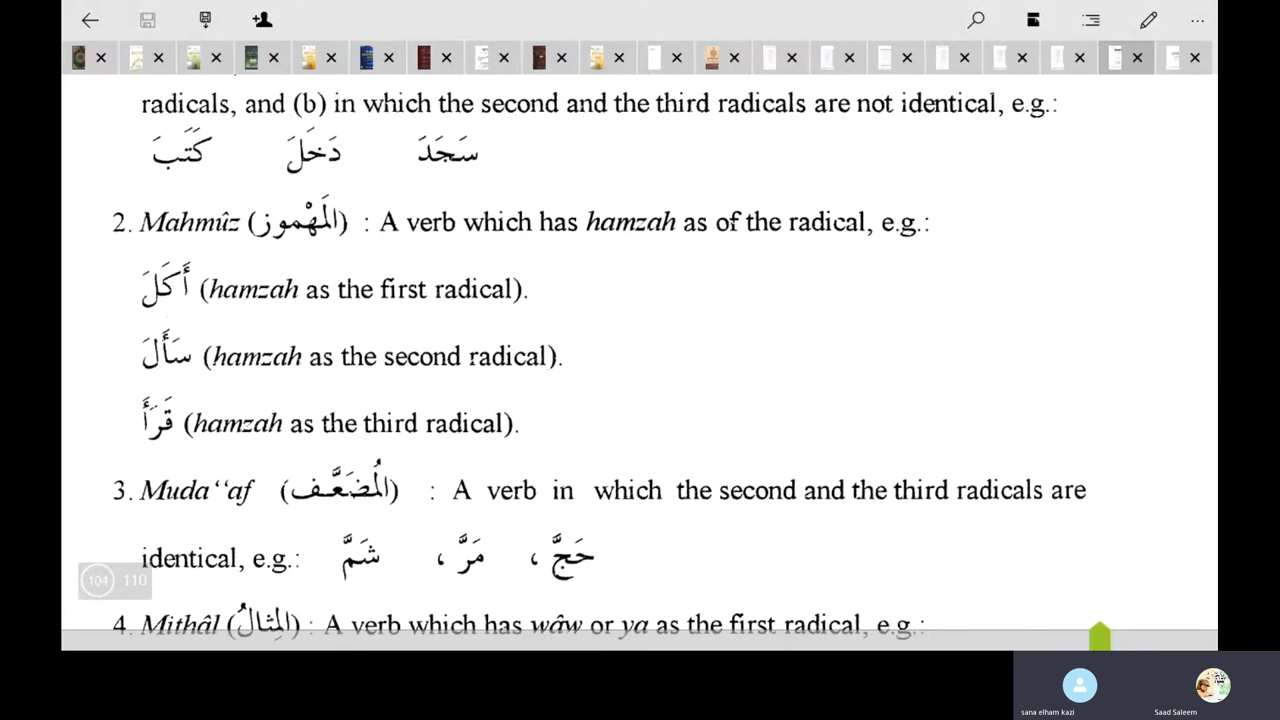 radicals, and (b) in which the second and the third radicals are not identical, e.g.:
سَجَدَ دَخَلَ كَتَبَ
2. Mahmûz (المَهْموز) : A verb which has hamzah as of the radical, e.g.:
أَكَلَ (hamzah as the first radical).
سَأَلَ (hamzah as the second radical).
قَرَأَ (hamzah as the third radical).
3. Muda‘‘af (المُضَعَّف) : A verb in which the second and the third radicals are
identical, e.g.: حَجَّ ، مَرَّ ، شَمَّ
104 110
4. Mithâl (المِثالُ) : A verb which has wâw or ya as the first radical, e.g.:
sana elham kazi
Saad Saleem